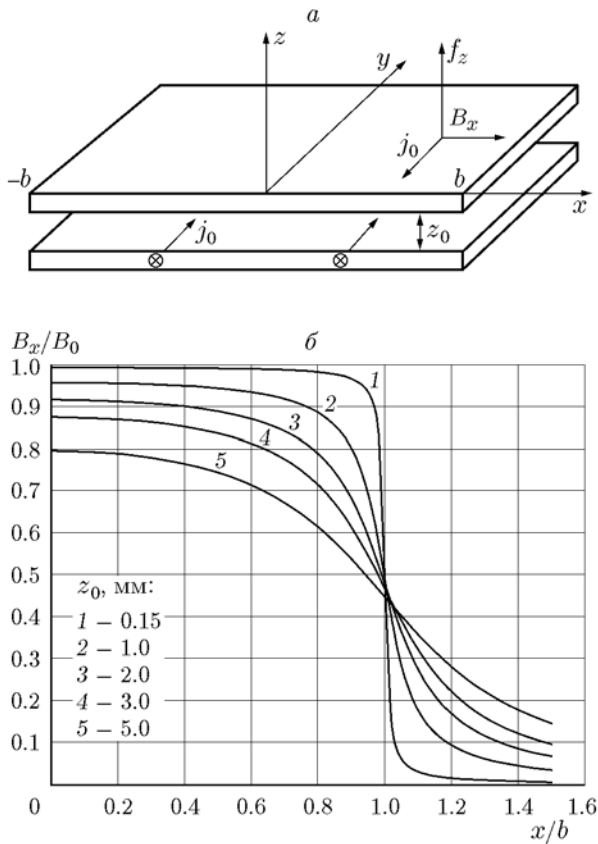 а
z
y
f_z
B_x
j_0
–b
b
x
j_0
z_0
B_x/B_0
б
1.0
0.9
0.8
0.7
0.6
0.5
0.4
0.3
0.2
0.1
1
2
3
4
5
z_0, мм:
1 – 0.15
2 – 1.0
3 – 2.0
4 – 3.0
5 – 5.0
0 0.2 0.4 0.6 0.8 1.0 1.2 1.4 1.6
x/b